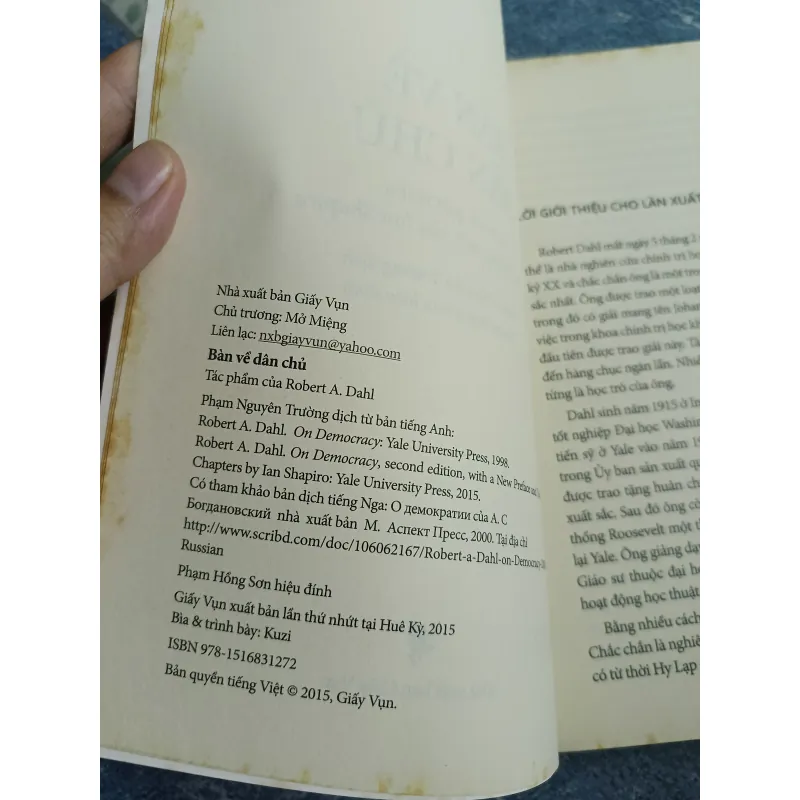 Nhà xuất bản Giấy Vụn
Chủ trương: Mở Miệng
Liên lạc: nxbgiayvun@yahoo.com
Bàn về dân chủ
Tác phẩm của Robert A. Dahl
Phạm Nguyên Trường dịch từ bản tiếng Anh:
Robert A. Dahl. On Democracy: Yale University Press, 1998.
Robert A. Dahl. On Democracy, second edition, with a New Preface and
Chapters by Ian Shapiro: Yale University Press, 2015.
Có tham khảo bản dịch tiếng Nga: О демократии của А. С
Богдановский nhà xuất bản М. Аспект Пресс, 2000. Tại địa chỉ
http://www.scribd.com/doc/106062167/Robert-a-Dahl-on-Democracy-
Russian
Phạm Hồng Sơn hiệu đính
Giấy Vụn xuất bản lần thứ nhứt tại Huê Kỳ, 2015
Bìa & trình bày: Kuzi
ISBN 978-1516831272
Bản quyền tiếng Việt © 2015, Giấy Vụn.
LỜI GIỚI THIỆU CHO LẦN XUẤT
Robert Dahl mất ngày 5 tháng 2
thể là nhà nghiên cứu chính trị
kỷ XX và chắc chắn ông là một
sắc nhất. Ông được trao một loạt
trong đó có giải mang tên Johan
việc trong khoa chính trị học
đầu tiên được trao giải này.
đến hàng chục ngàn lần.
từng là học trò của ông.
Dahl sinh năm 1915 ở
tốt nghiệp Đại học
tiến sỹ ở Yale vào năm
trong Ủy ban sản xuất
được trao tặng huân
xuất sắc. Sau đó ông
thống Roosevelt một
lại Yale. Ông giảng
Giáo sư thuộc đại
hoạt động học thuật
Bằng nhiều cách
Chắc chắn là
có từ thời Hy Lạp